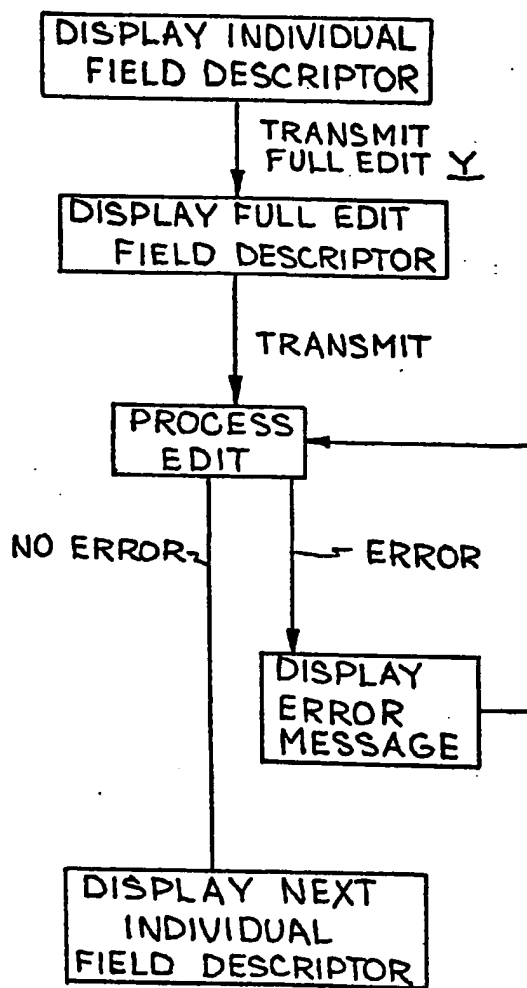 DISPLAY INDIVIDUAL
FIELD DESCRIPTOR
TRANSMIT
FULL EDIT Y
DISPLAY FULL EDIT
FIELD DESCRIPTOR
TRANSMIT
PROCESS
EDIT
NO ERROR
ERROR
DISPLAY
ERROR
MESSAGE
DISPLAY NEXT
INDIVIDUAL
FIELD DESCRIPTOR